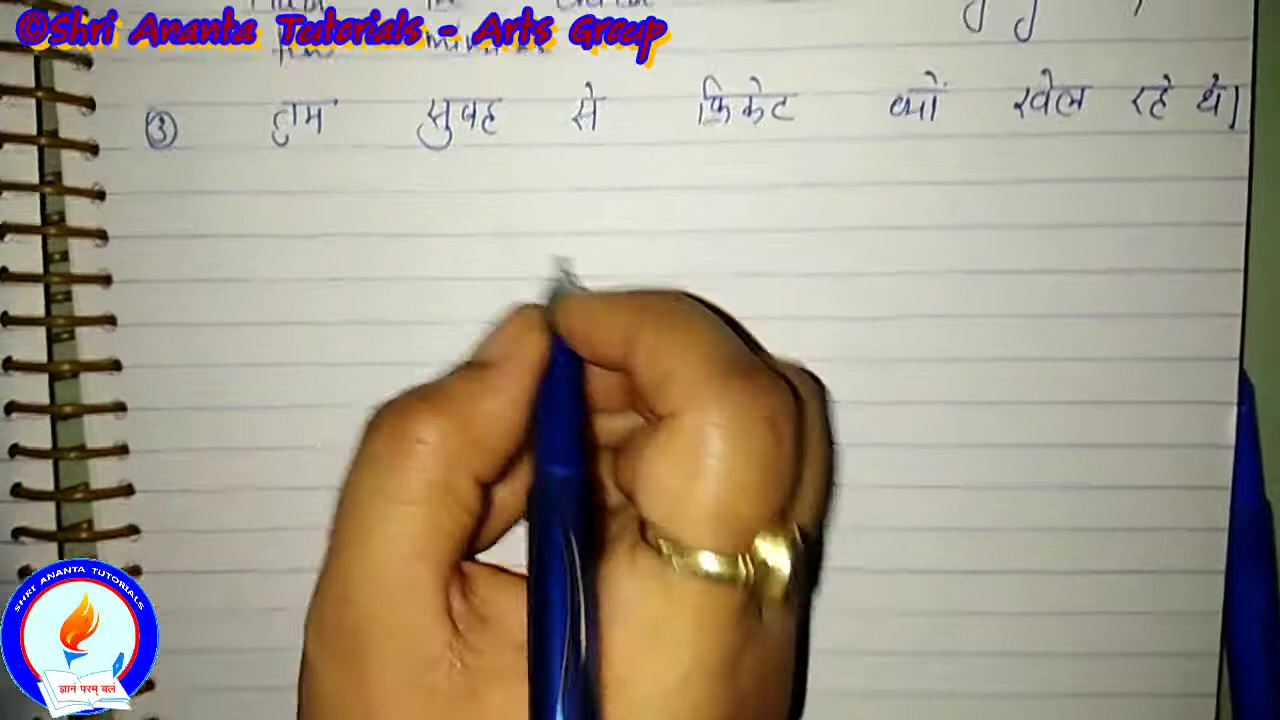 ©Shri Ananta Tutorials - Arts Group
③ तुम सुबह से क्रिकेट क्यों खेल रहे थे।
SHRI ANANTA TUTORIALS
ज्ञानं परमं बलं